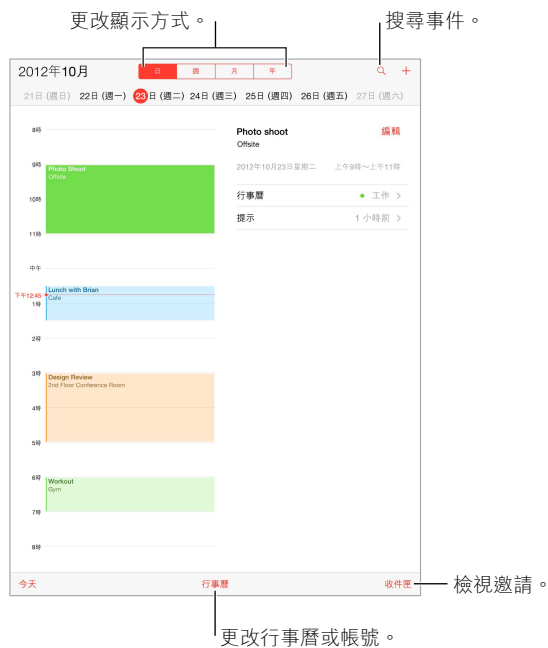 更改顯示方式。
搜尋事件。
2012年10月
日 週 月 年
21日 (週日) 22日 (週一) 23日 (週二) 24日 (週三) 25日 (週四) 26日 (週五) 27日 (週六)
8時
Photo shoot 編輯
Offsite
9時
Photo Shoot
Offsite
2012年10月23日星期二 上午9時～上午11時
10時
行事曆 工作
提示 1 小時前
11時
中午
下午12:45
Lunch with Brian
Cafe
1時
2時
3時
Design Review
2nd Floor Conference Room
4時
5時
6時
Workout
Gym
7時
8時
今天 行事曆 收件匣
檢視邀請。
更改行事曆或帳號。